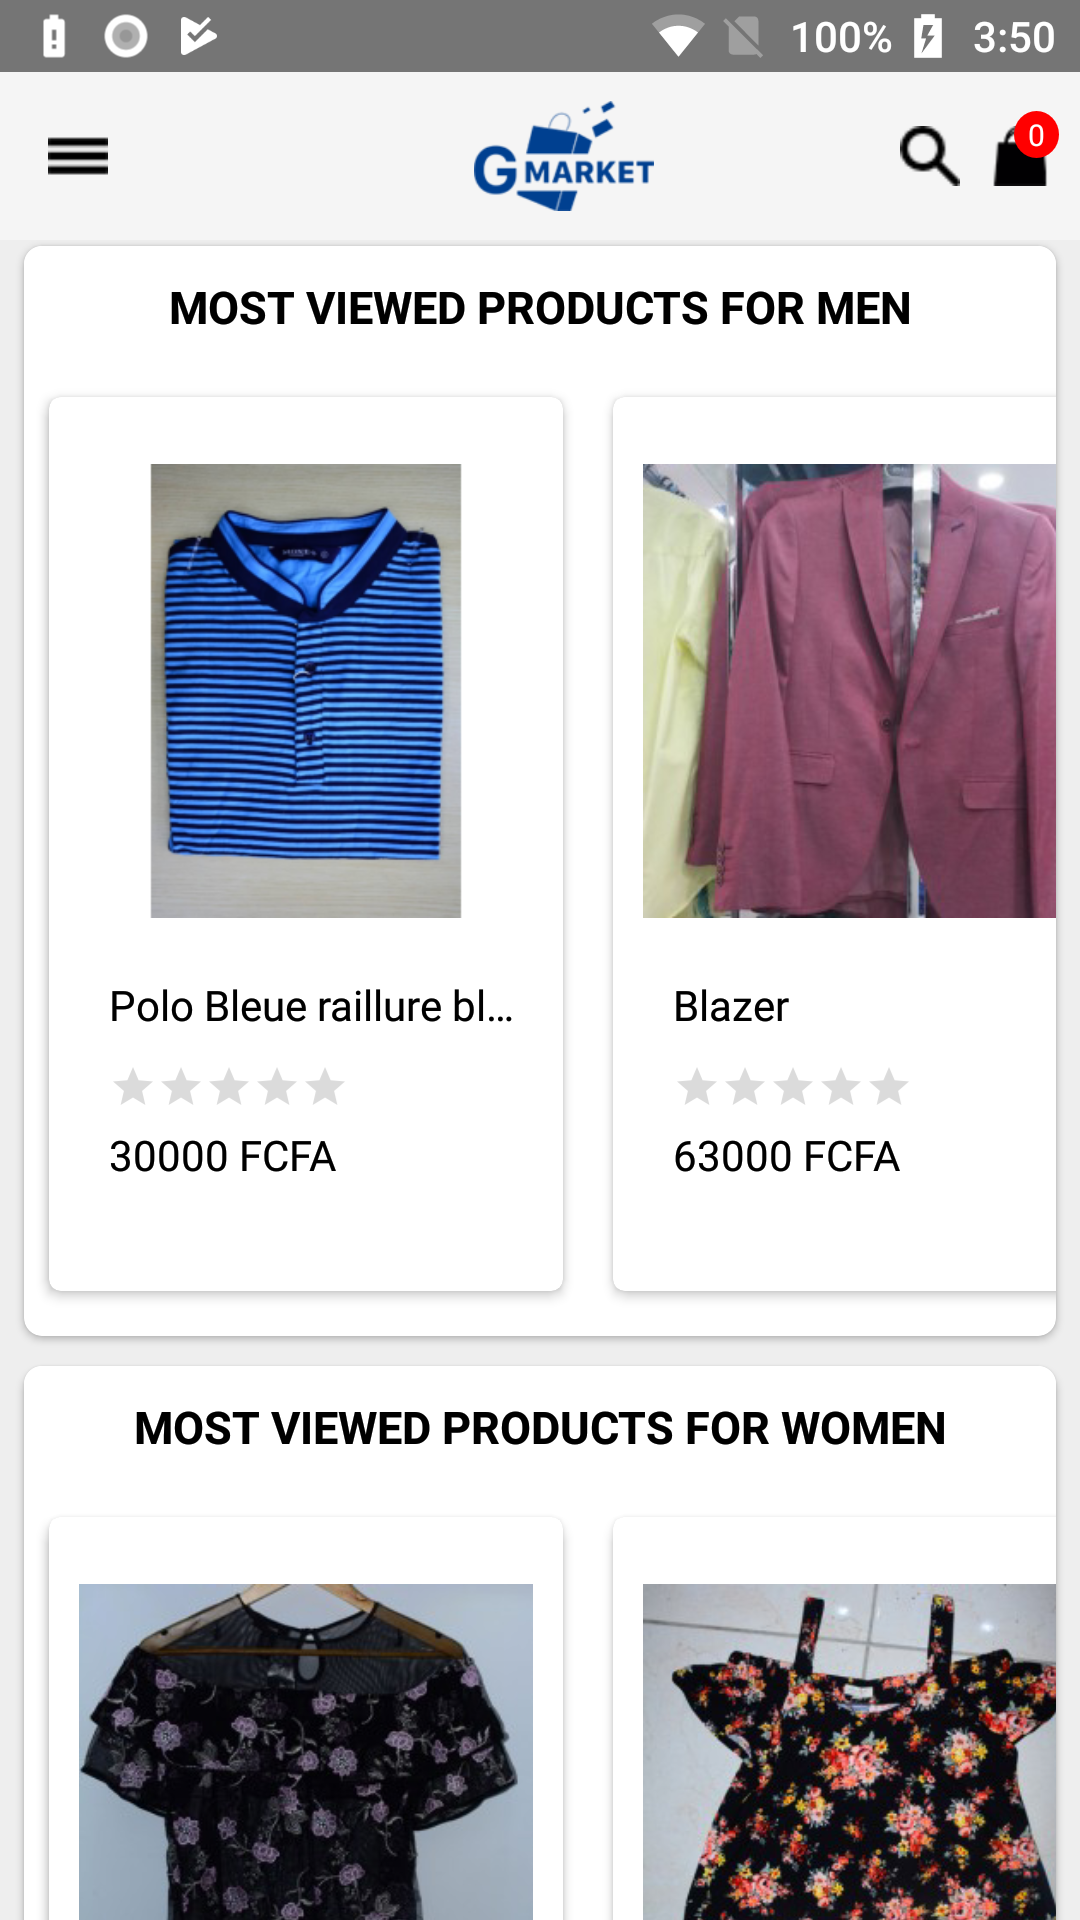 100% 3:50
G MARKET
0
MOST VIEWED PRODUCTS FOR MEN
Polo Bleue raillure bl...
Blazer
30000 FCFA
63000 FCFA
MOST VIEWED PRODUCTS FOR WOMEN